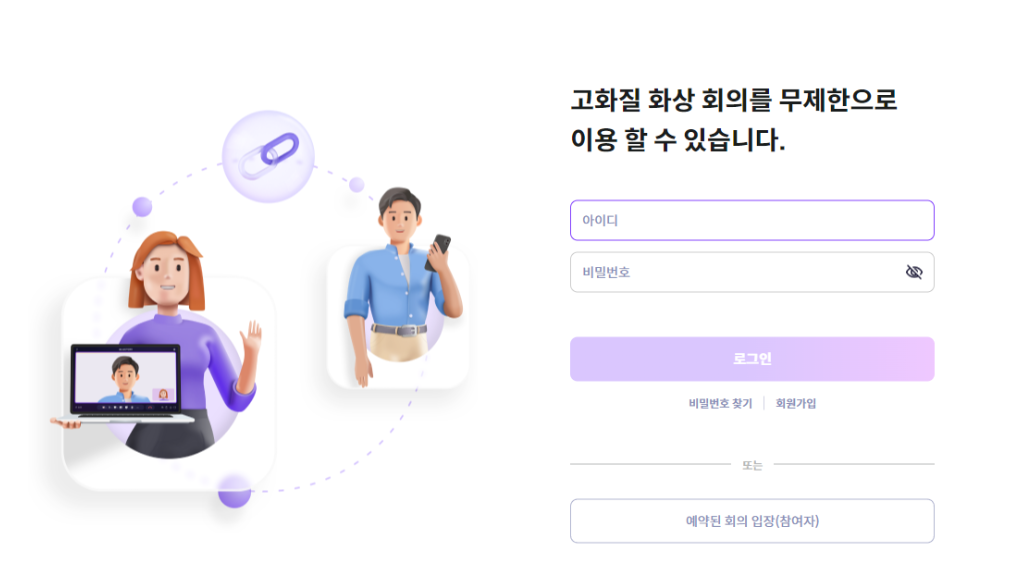 고화질 화상 회의를 무제한으로
이용 할 수 있습니다.
아이디
비밀번호
로그인
비밀번호 찾기
회원가입
또는
예약된 회의 입장(참여자)